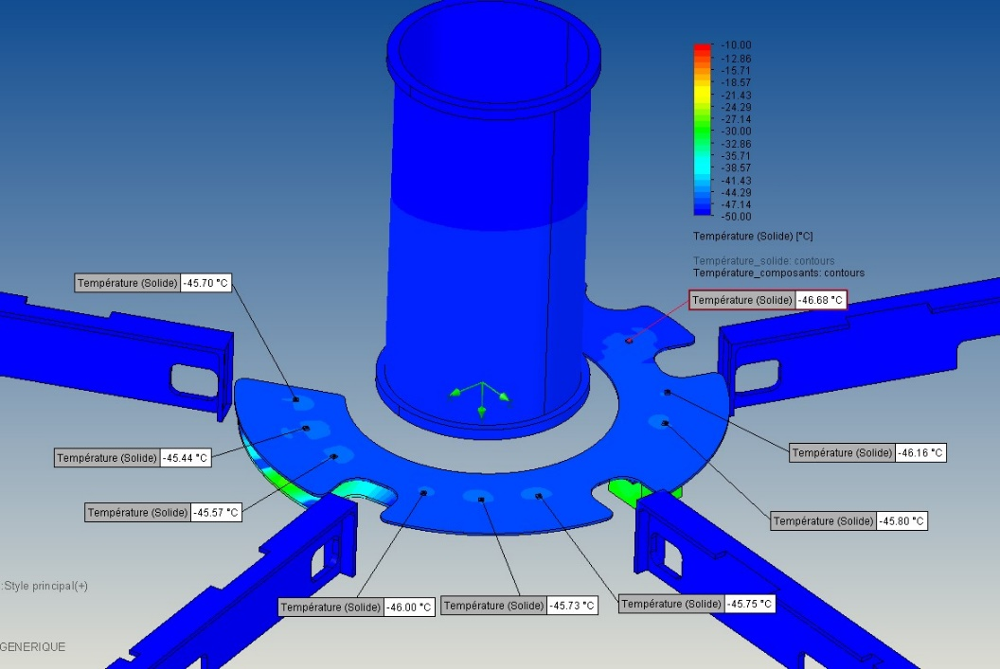 -10.00
-12.86
-15.71
-18.57
-21.43
-24.29
-27.14
-30.00
-32.86
-35.71
-38.57
-41.43
-44.29
-47.14
-50.00
Température (Solide) [°C]
Température_solide: contours
Température_composants: contours
Température (Solide) -45.70 °C
Température (Solide) -46.68 °C
Température (Solide) -46.16 °C
Température (Solide) -45.44 °C
Température (Solide) -45.57 °C
Température (Solide) -45.80 °C
:Style principal(+)
Température (Solide) -46.00 °C
Température (Solide) -45.73 °C
Température (Solide) -45.75 °C
GENERIQUE